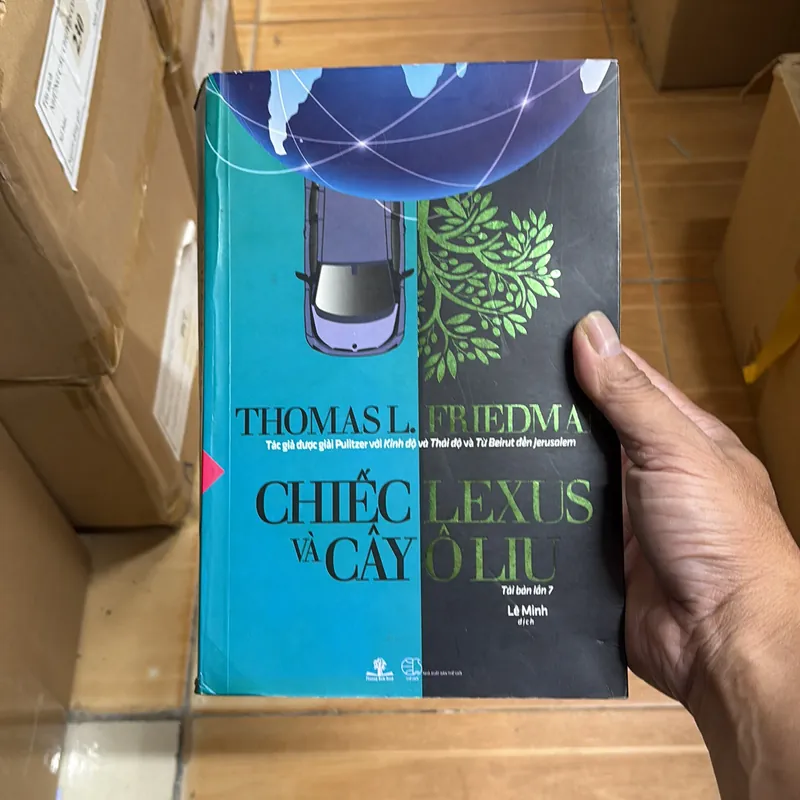 THOMAS L. FRIEDMA
Tác giả được giải Pulitzer với Kinh độ và Thái độ và Từ Beirut đến Jerusalem
CHIẾC LEXUS
VÀ CÂY Ô LIU
Tái bản lần 7
Lê Minh
dịch
210